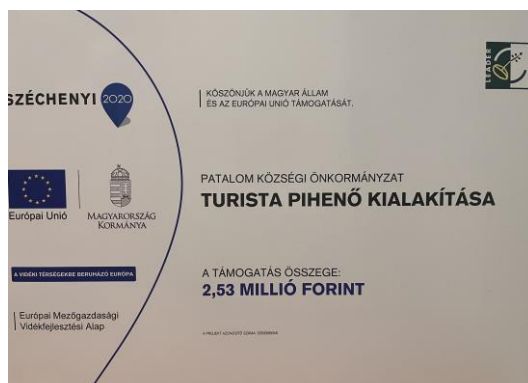 SZÉCHENYI 2020
KÖSZÖNJÜK A MAGYAR ÁLLAM
ÉS AZ EURÓPAI UNIÓ TÁMOGATÁSÁT.
LEADER
Európai Unió
MAGYARORSZÁG
KORMÁNYA
PATALOM KÖZSÉGI ÖNKORMÁNYZAT
TURISTA PIHENŐ KIALAKÍTÁSA
A VIDÉKI TÉRSÉGEKBE BERUHÁZÓ EURÓPA
A TÁMOGATÁS ÖSSZEGE:
2,53 MILLIÓ FORINT
Európai Mezőgazdasági
Vidékfejlesztési Alap